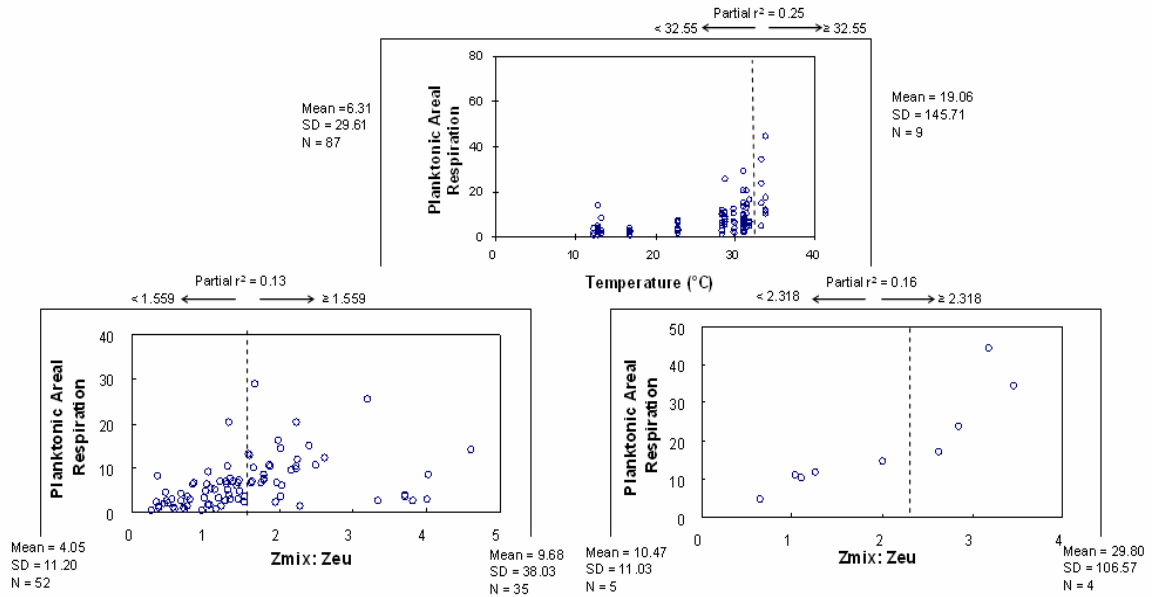 Partial r² = 0.25
< 32.55 ≥ 32.55
80
60
40
20
0
Planktonic Areal
Respiration
0 10 20 30 40
Temperature (°C)
Mean =6.31
SD = 29.61
N = 87
Mean = 19.06
SD = 145.71
N = 9
Partial r² = 0.13
< 1.559 ≥ 1.559
40
30
20
10
0
Planktonic Areal
Respiration
0 1 2 3 4 5
Zmix: Zeu
Mean = 4.05
SD = 11.20
N = 52
Mean = 9.68
SD = 38.03
N = 35
Partial r² = 0.16
< 2.318 ≥ 2.318
50
40
30
20
10
0
Planktonic Areal
Respiration
0 1 2 3 4
Zmix: Zeu
Mean = 10.47
SD = 11.03
N = 5
Mean = 29.80
SD = 106.57
N = 4